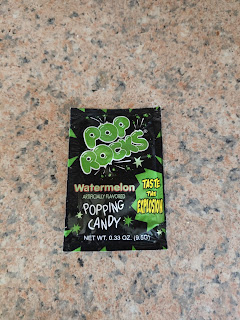 POP
ROCKS
Watermelon
ARTIFICIALLY FLAVORED
POPPING
CANDY
TASTE
THE
EXPLOSION
NET WT. 0.33 OZ. (9.5G)